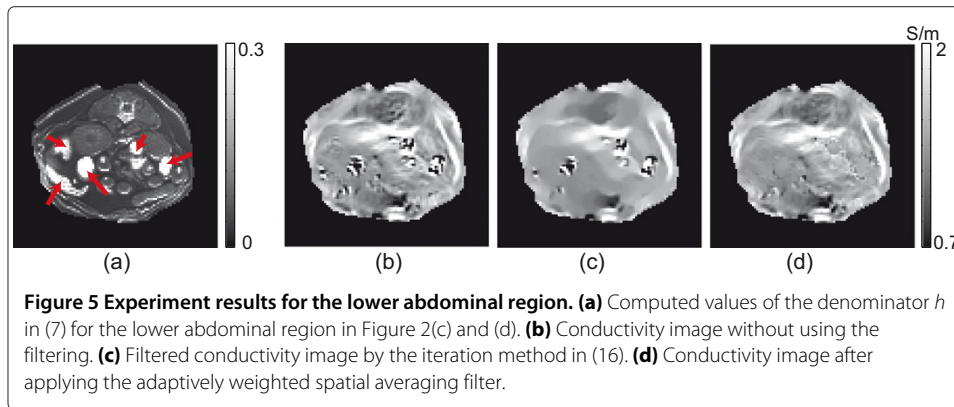 S/m
0.3
2
0
0.7
(a)
(b)
(c)
(d)
Figure 5 Experiment results for the lower abdominal region. (a) Computed values of the denominator h
in (7) for the lower abdominal region in Figure 2(c) and (d). (b) Conductivity image without using the
filtering. (c) Filtered conductivity image by the iteration method in (16). (d) Conductivity image after
applying the adaptively weighted spatial averaging filter.